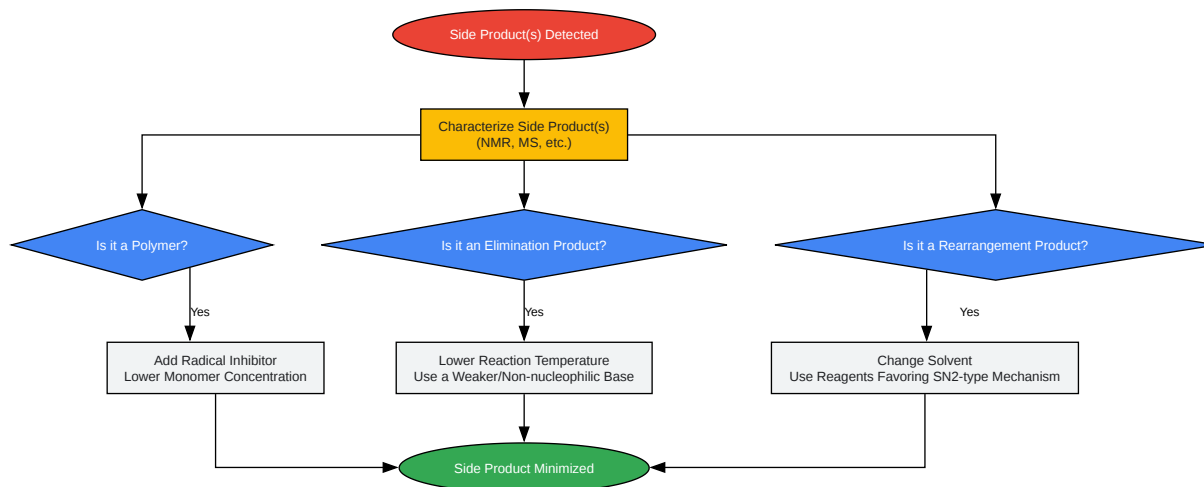 Side Product(s) Detected
Characterize Side Product(s)
(NMR, MS, etc.)
Is it a Polymer?
Is it an Elimination Product?
Is it a Rearrangement Product?
Yes
Yes
Yes
Add Radical Inhibitor
Lower Monomer Concentration
Lower Reaction Temperature
Use a Weaker/Non-nucleophilic Base
Change Solvent
Use Reagents Favoring SN2-type Mechanism
Side Product Minimized